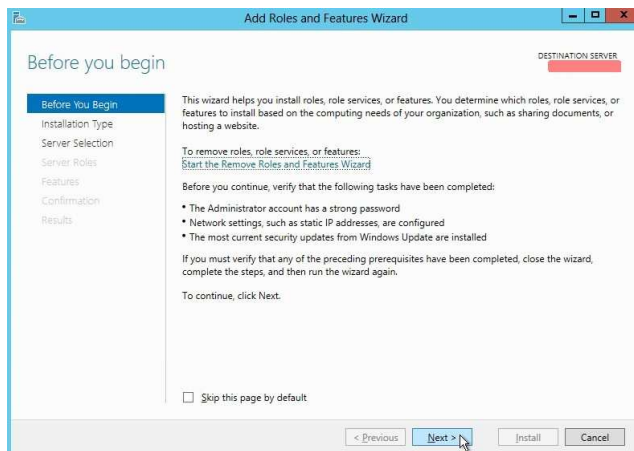 Add Roles and Features Wizard
Before you begin
DESTINATION SERVER
Before You Begin
Installation Type
Server Selection
Server Roles
Features
Confirmation
Results
This wizard helps you install roles, role services, or features. You determine which roles, role services, or
features to install based on the computing needs of your organization, such as sharing documents, or
hosting a website.
To remove roles, role services, or features:
Start the Remove Roles and Features Wizard
Before you continue, verify that the following tasks have been completed:
• The Administrator account has a strong password
• Network settings, such as static IP addresses, are configured
• The most current security updates from Windows Update are installed
If you must verify that any of the preceding prerequisites have been completed, close the wizard,
complete the steps, and then run the wizard again.
To continue, click Next.
Skip this page by default
< Previous
Next >
Install
Cancel